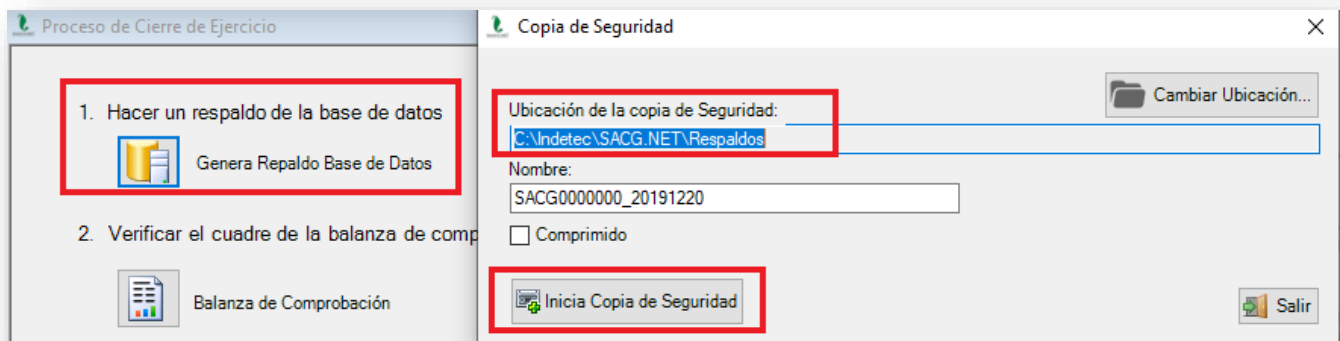 Proceso de Cierre de Ejercicio
1. Hacer un respaldo de la base de datos
Genera Repaldo Base de Datos
2. Verificar el cuadre de la balanza de comp
Balanza de Comprobación
Copia de Seguridad
Cambiar Ubicación...
Ubicación de la copia de Seguridad:
C:\Indetec\SACG.NET\Respaldos
Nombre:
SACG0000000_20191220
Comprimido
Inicia Copia de Seguridad
Salir